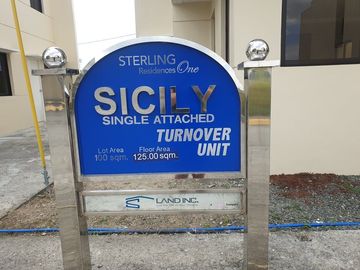 STERLING
Residences One
SICILY
SINGLE ATTACHED
TURNOVER
UNIT
Lot Area Floor Area
100 sqm. 125.00 sqm.
LAND INC.